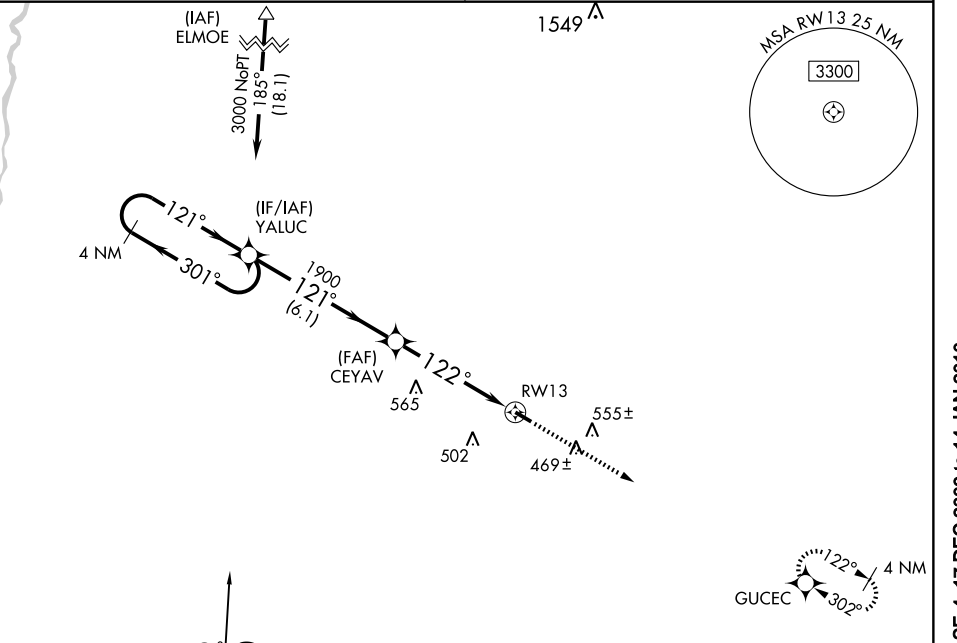 (IAF)
ELMOE
3000 NoPT
185°
(18.1)
1549
MSA RW13 25 NM
3300
121°
(IF/IAF)
YALUC
4 NM
301°
1900
121°
(6.1)
(FAF)
CEYAV
122°
RW13
565
555±
502
469±
GUCEC
122°
4 NM
302°